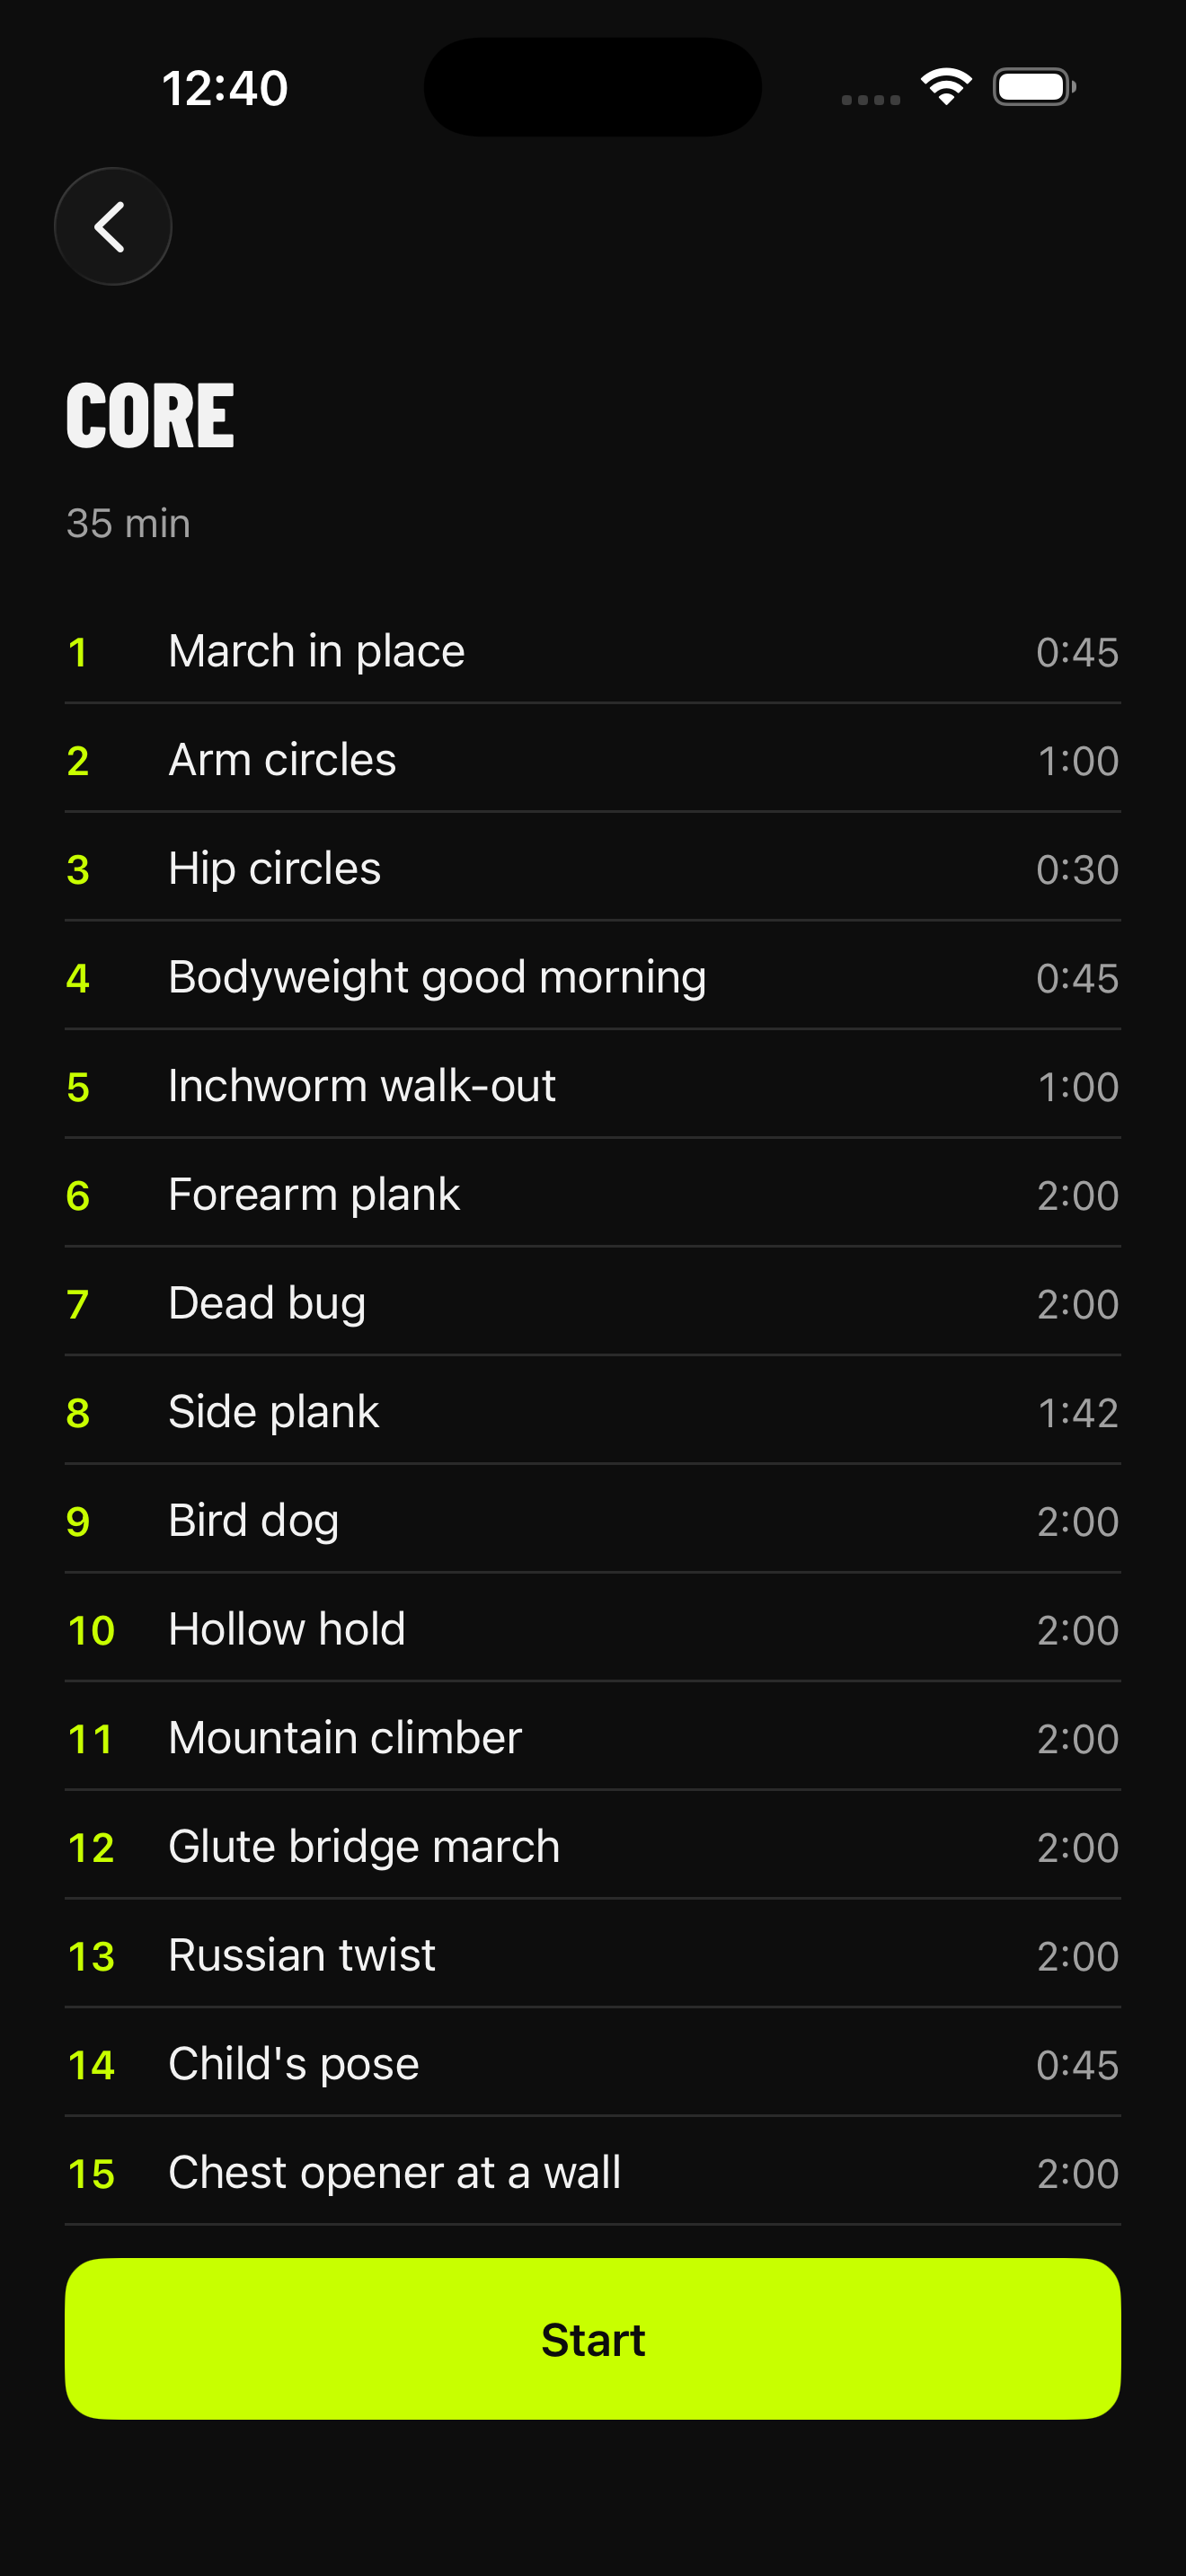 12:40
CORE
35 min
1 March in place 0:45
2 Arm circles 1:00
3 Hip circles 0:30
4 Bodyweight good morning 0:45
5 Inchworm walk-out 1:00
6 Forearm plank 2:00
7 Dead bug 2:00
8 Side plank 1:42
9 Bird dog 2:00
10 Hollow hold 2:00
11 Mountain climber 2:00
12 Glute bridge march 2:00
13 Russian twist 2:00
14 Child's pose 0:45
15 Chest opener at a wall 2:00
Start